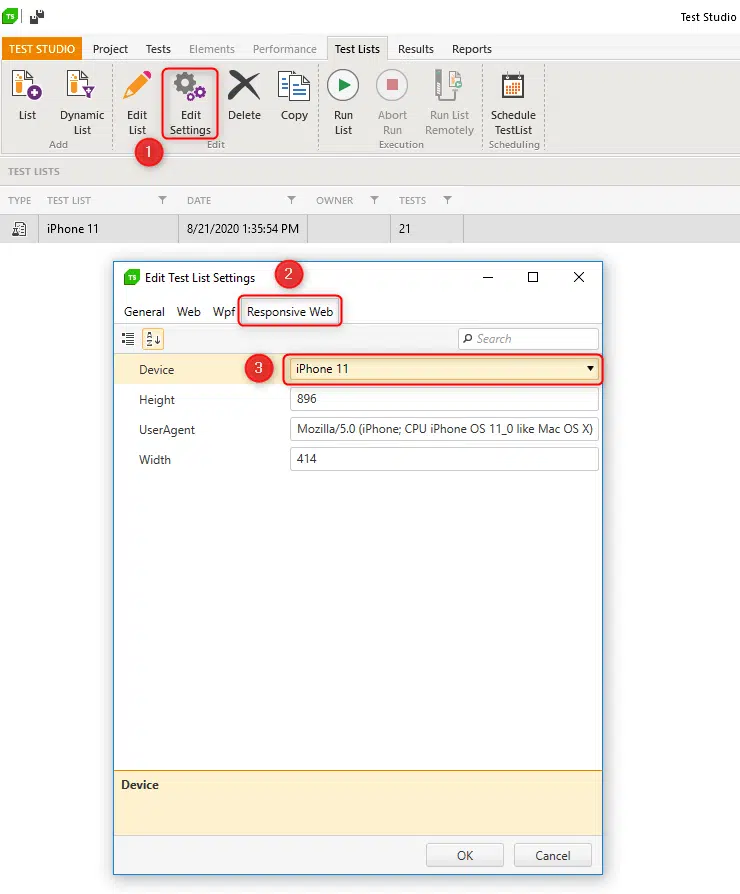 TS
Test Studio
TEST STUDIO Project Tests Elements Performance Test Lists Results Reports
List Dynamic List Edit List Edit Settings Delete Copy Run List Abort Run Run List Remotely Schedule TestList
Add Edit Execution Scheduling
1
TEST LISTS
TYPE TEST LIST DATE OWNER TESTS
iPhone 11 8/21/2020 1:35:54 PM 21
TS Edit Test List Settings 2
General Web Wpf Responsive Web
Search
Device 3 iPhone 11
Height 896
UserAgent Mozilla/5.0 (iPhone; CPU iPhone OS 11_0 like Mac OS X)
Width 414
Device
OK Cancel